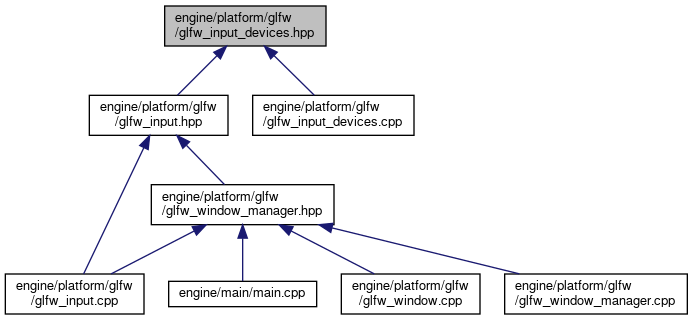 engine/platform/glfw
/glfw_input_devices.hpp
engine/platform/glfw
/glfw_input.hpp
engine/platform/glfw
/glfw_input_devices.cpp
engine/platform/glfw
/glfw_window_manager.hpp
engine/platform/glfw
/glfw_input.cpp
engine/main/main.cpp
engine/platform/glfw
/glfw_window.cpp
engine/platform/glfw
/glfw_window_manager.cpp